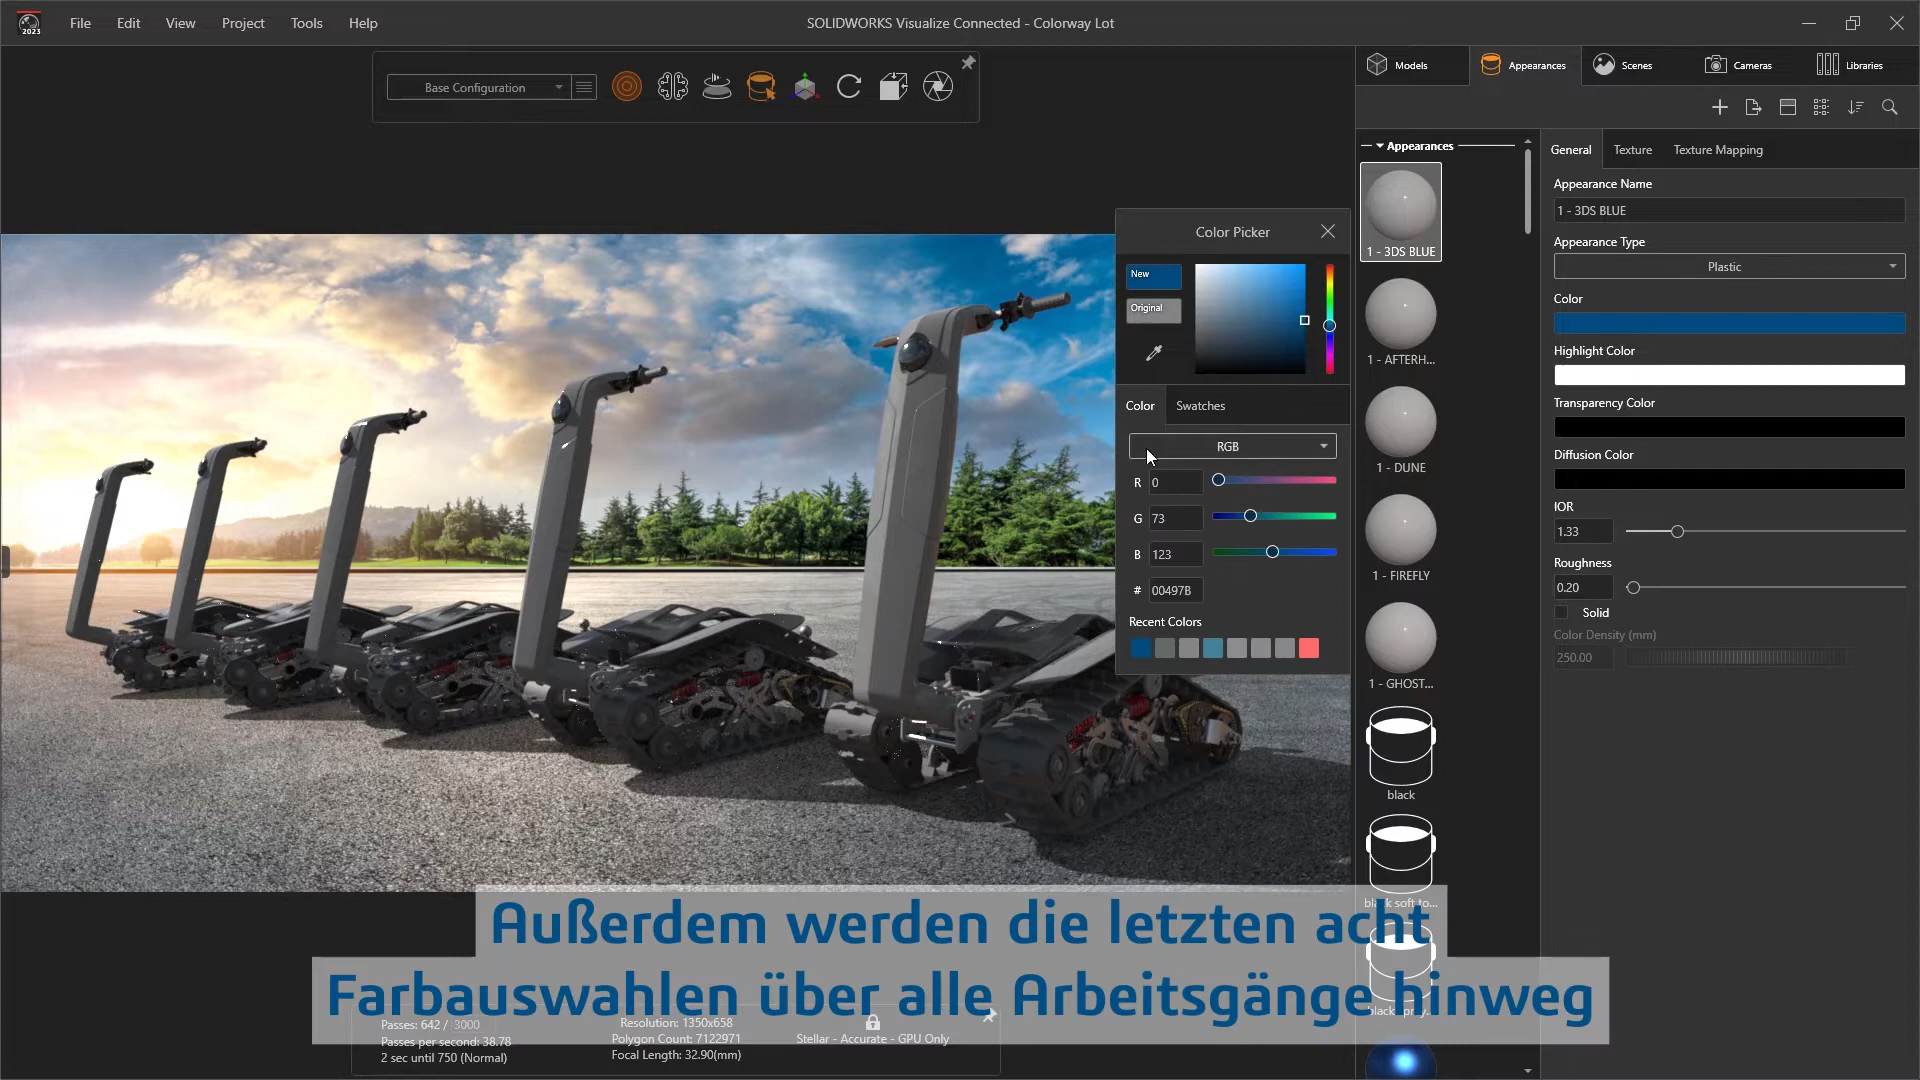 2023
File Edit View Project Tools Help
SOLIDWORKS Visualize Connected - Colorway Lot
Base Configuration
Models Appearances Scenes Cameras Libraries
Appearances
1 - 3DS BLUE
1 - AFTERH...
1 - DUNE
1 - FIREFLY
1 - GHOST...
black
black soft to...
General Texture Texture Mapping
Appearance Name
1 - 3DS BLUE
Appearance Type
Plastic
Color
Highlight Color
Transparency Color
Diffusion Color
IOR
1.33
Roughness
0.20
Solid
Color Density (mm)
250.00
Color Picker
New
Original
Color Swatches
RGB
R 0
G 73
B 123
# 00497B
Recent Colors
Außerdem werden die letzten acht
Farbauswahlen über alle Arbeitsgänge hinweg
Passes: 642 / 3000
Passes per second: 38.78
2 sec until 750 (Normal)
Resolution: 1350x658
Polygon Count: 7122971
Focal Length: 32.90(mm)
Stellar - Accurate - GPU Only